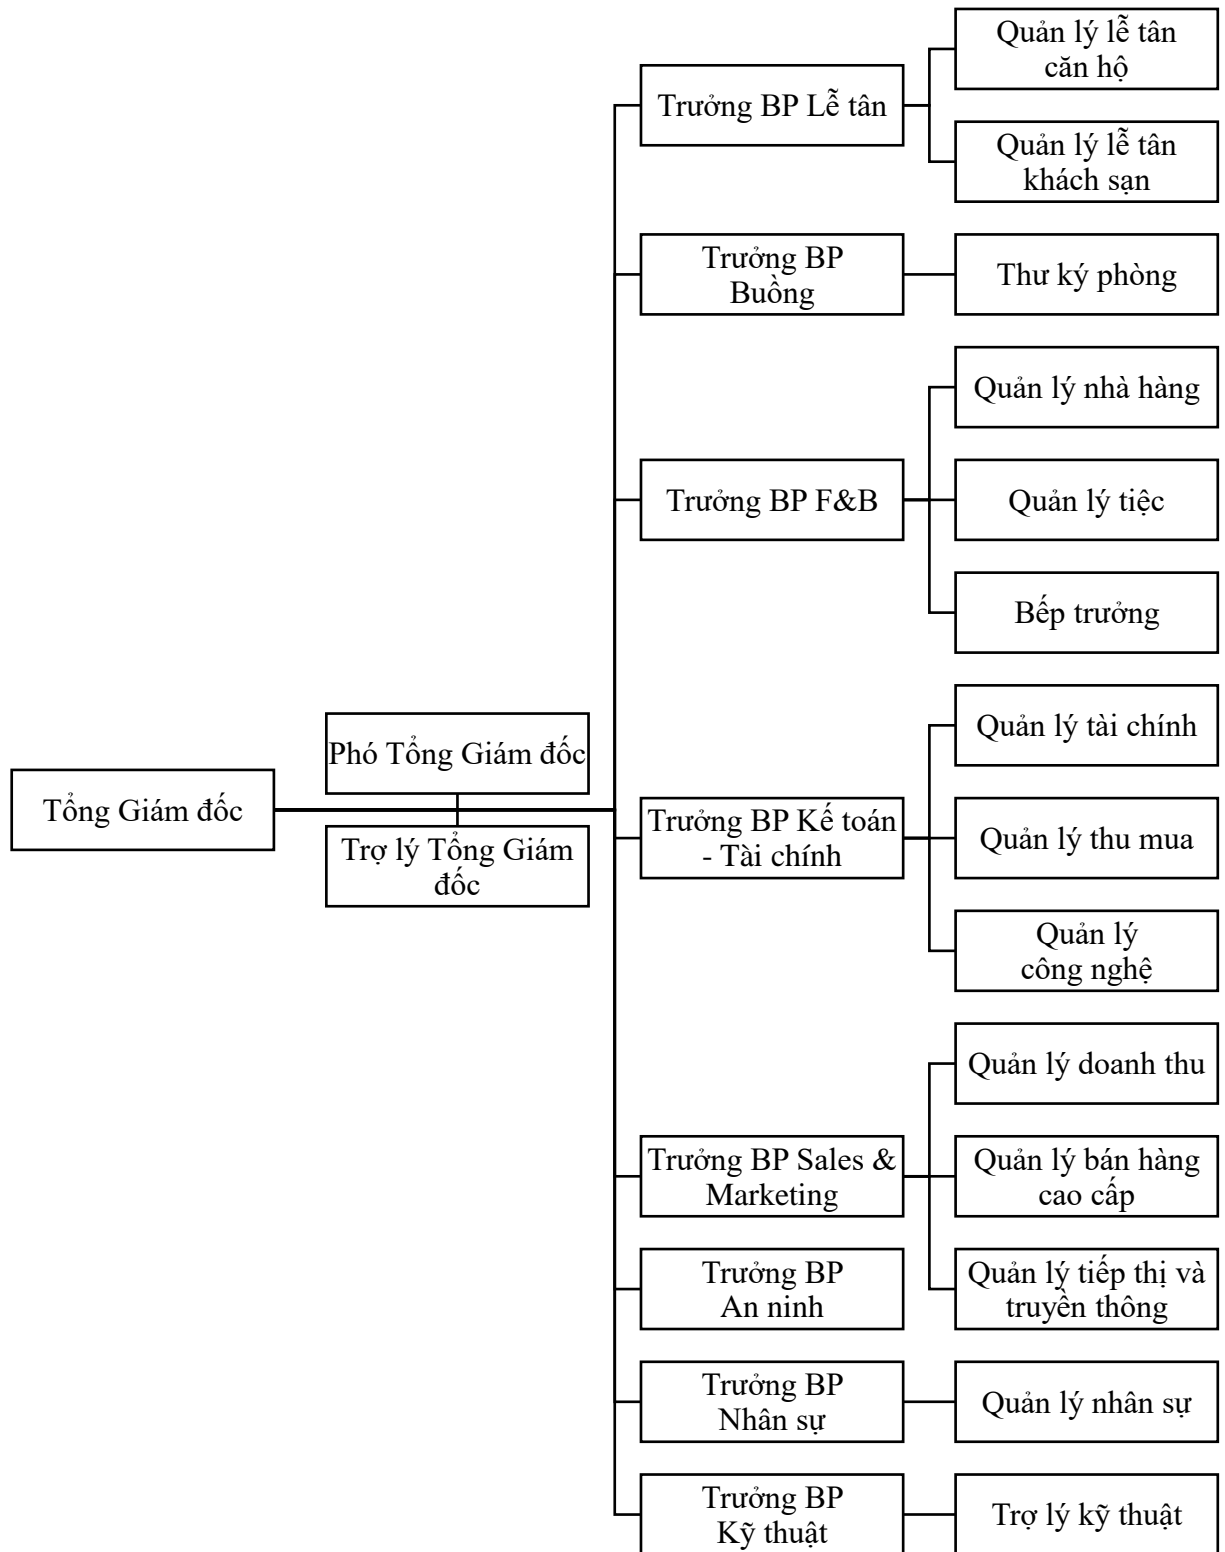 Tổng Giám đốc
Phó Tổng Giám đốc
Trợ lý Tổng Giám
đốc
Trưởng BP Lễ tân
Quản lý lễ tân
căn hộ
Quản lý lễ tân
khách sạn
Trưởng BP
Buồng
Thư ký phòng
Trưởng BP F&B
Quản lý nhà hàng
Quản lý tiệc
Bếp trưởng
Trưởng BP Kế toán
- Tài chính
Quản lý tài chính
Quản lý thu mua
Quản lý
công nghệ
Trưởng BP Sales &
Marketing
Quản lý doanh thu
Quản lý bán hàng
cao cấp
Quản lý tiếp thị và
truyền thông
Trưởng BP
An ninh
Trưởng BP
Nhân sự
Quản lý nhân sự
Trưởng BP
Kỹ thuật
Trợ lý kỹ thuật